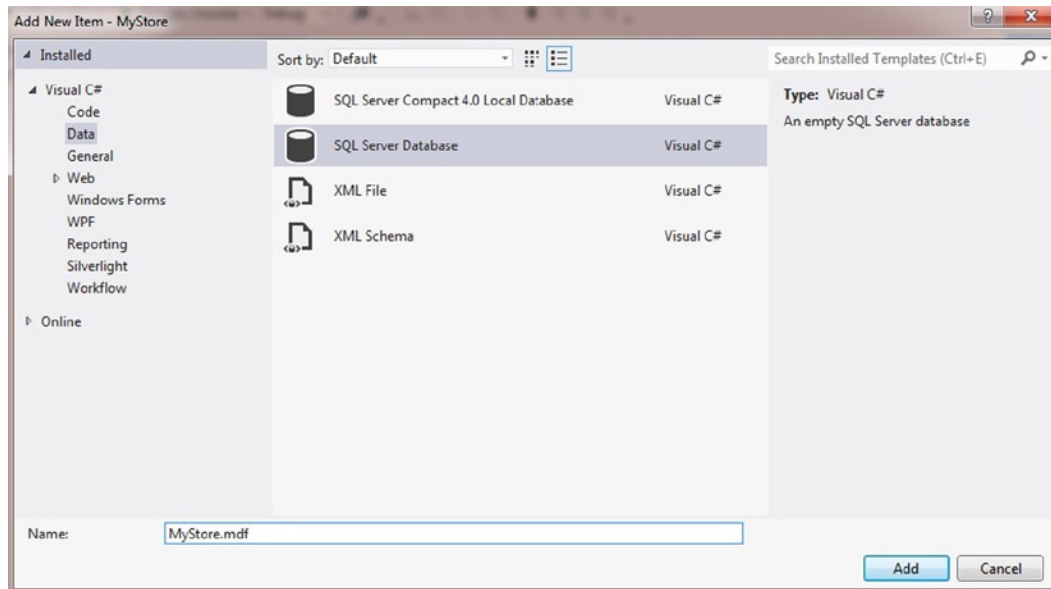 Add New Item - MyStore
Installed
Sort by: Default
Search Installed Templates (Ctrl+E)
Visual C#
Code
Data
General
Web
Windows Forms
WPF
Reporting
Silverlight
Workflow
Online
SQL Server Compact 4.0 Local Database Visual C#
SQL Server Database Visual C#
XML File Visual C#
XML Schema Visual C#
Type: Visual C#
An empty SQL Server database
Name: MyStore.mdf
Add Cancel